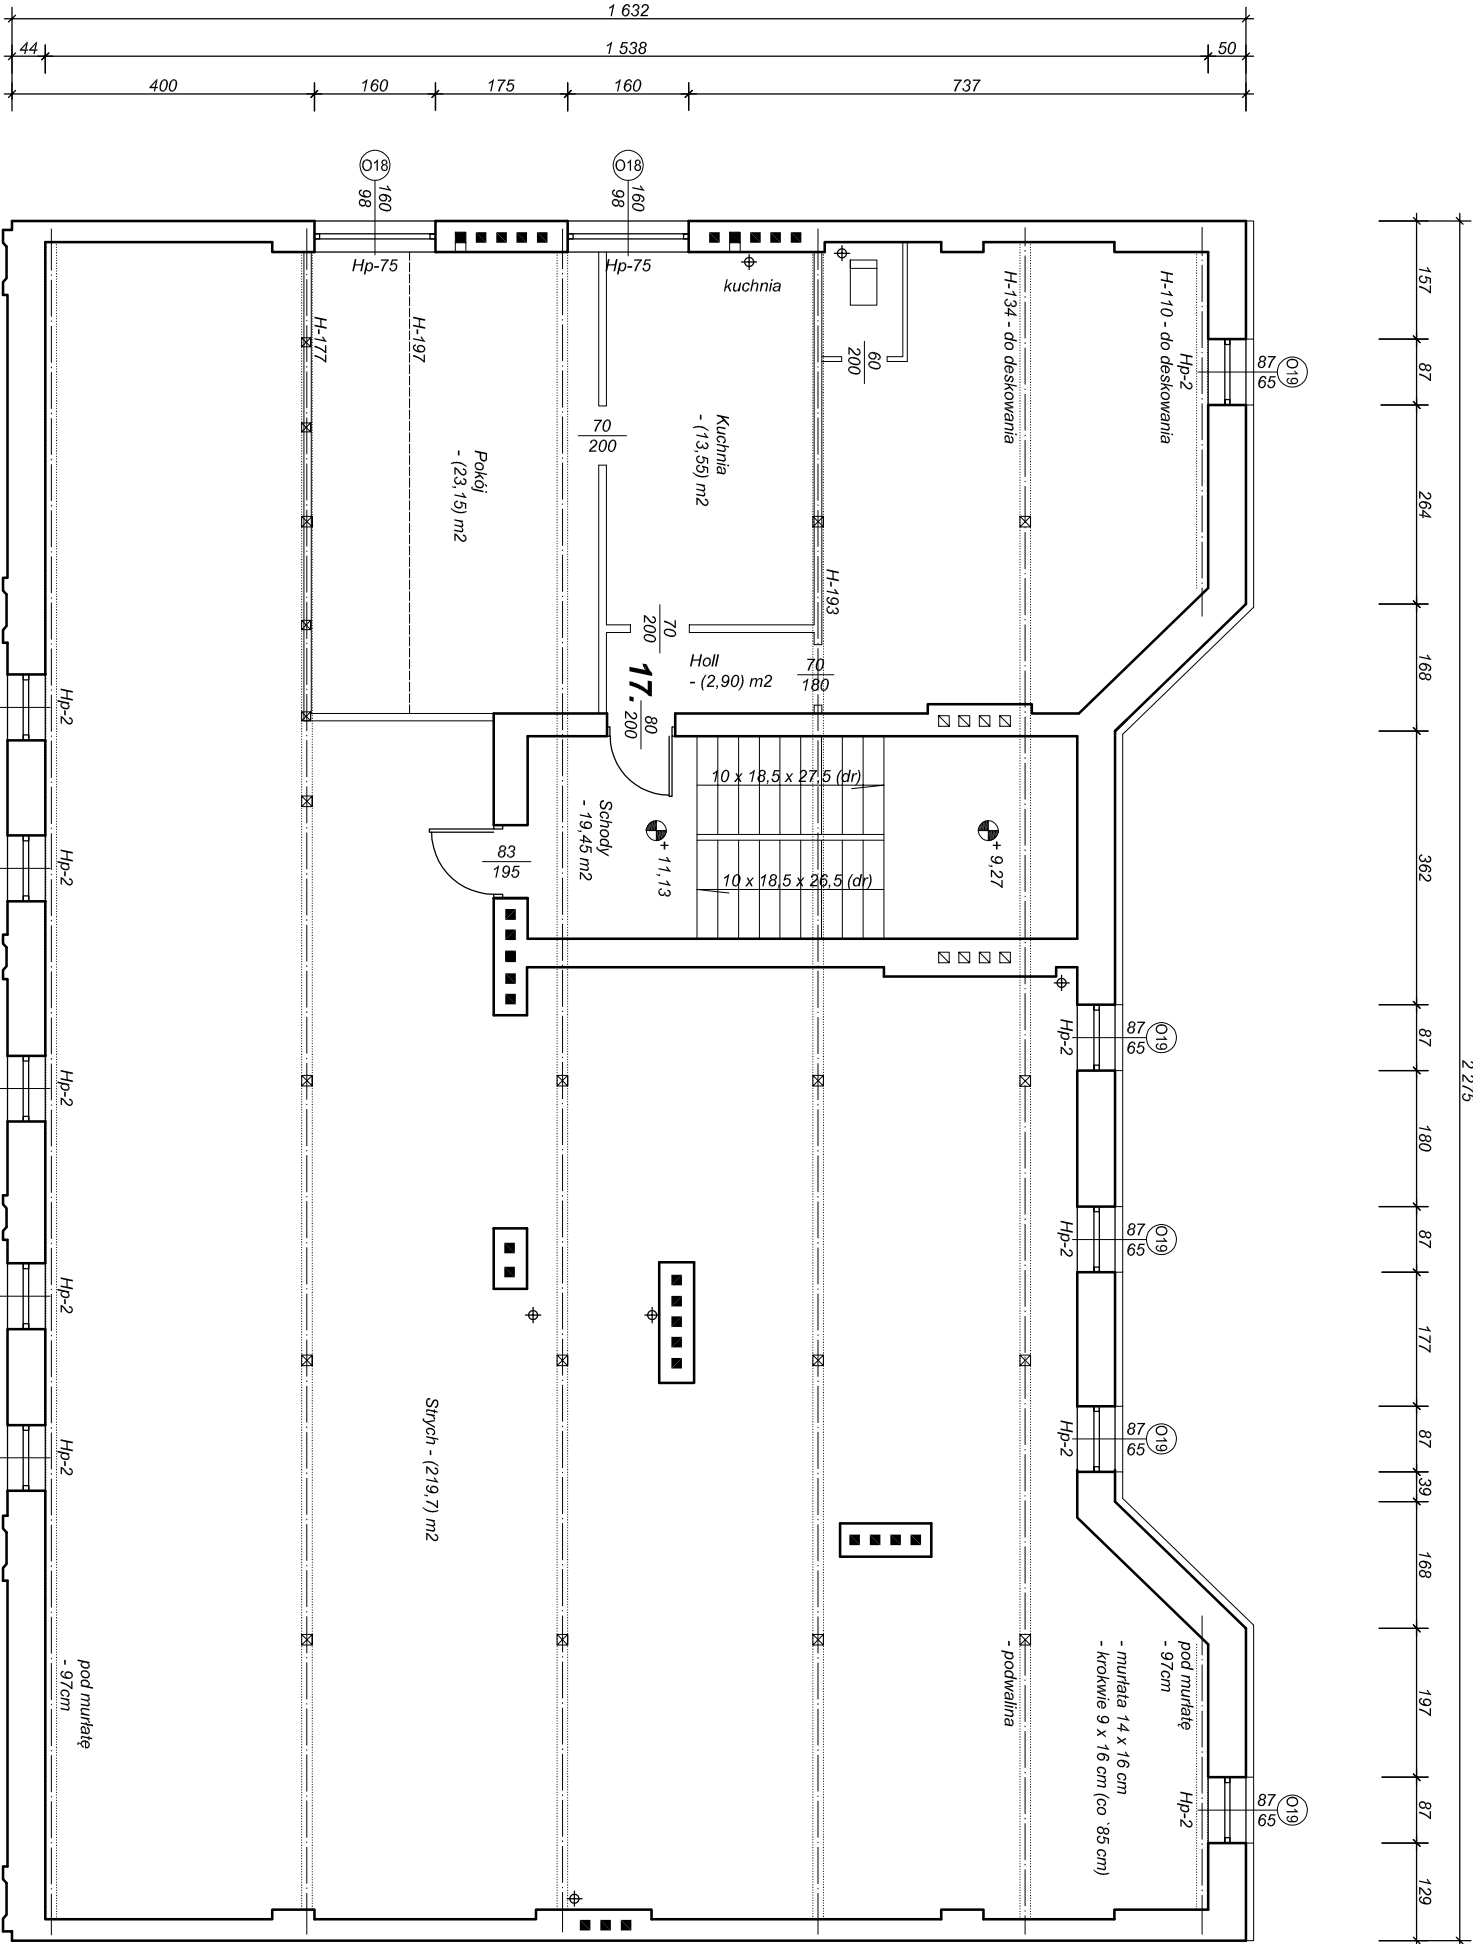 1 632
44
1 538
50
400
160
175
160
737
O18
160
98
O18
160
98
Hp-75
Hp-75
kuchnia
H-177
H-197
H-134 - do deskowania
H-110 - do deskowania
Hp-2
87
65
O19
60
200
70
200
Kuchnia
- (13,55) m2
Pokój
- (23,15) m2
H-193
70
200
Holl
- (2,90) m2
70
180
17.
80
200
10 x 18,5 x 27,5 (dr)
Schody
- 19,45 m2
+ 11,13
+ 9,27
10 x 18,5 x 26,5 (dr)
83
195
Hp-2
Hp-2
Hp-2
Hp-2
Hp-2
Hp-2
87
65
O19
Hp-2
87
65
O19
Hp-2
87
65
O19
Strych - (219,7) m2
- podwalina
pod murłatę
- 97cm
- murłata 14 x 16 cm
- krokwie 9 x 16 cm (co `85 cm)
pod murłatę
- 97cm
Hp-2
87
65
O19
157
87
264
168
362
87
180
87
177
87
39
168
197
87
129
2 275